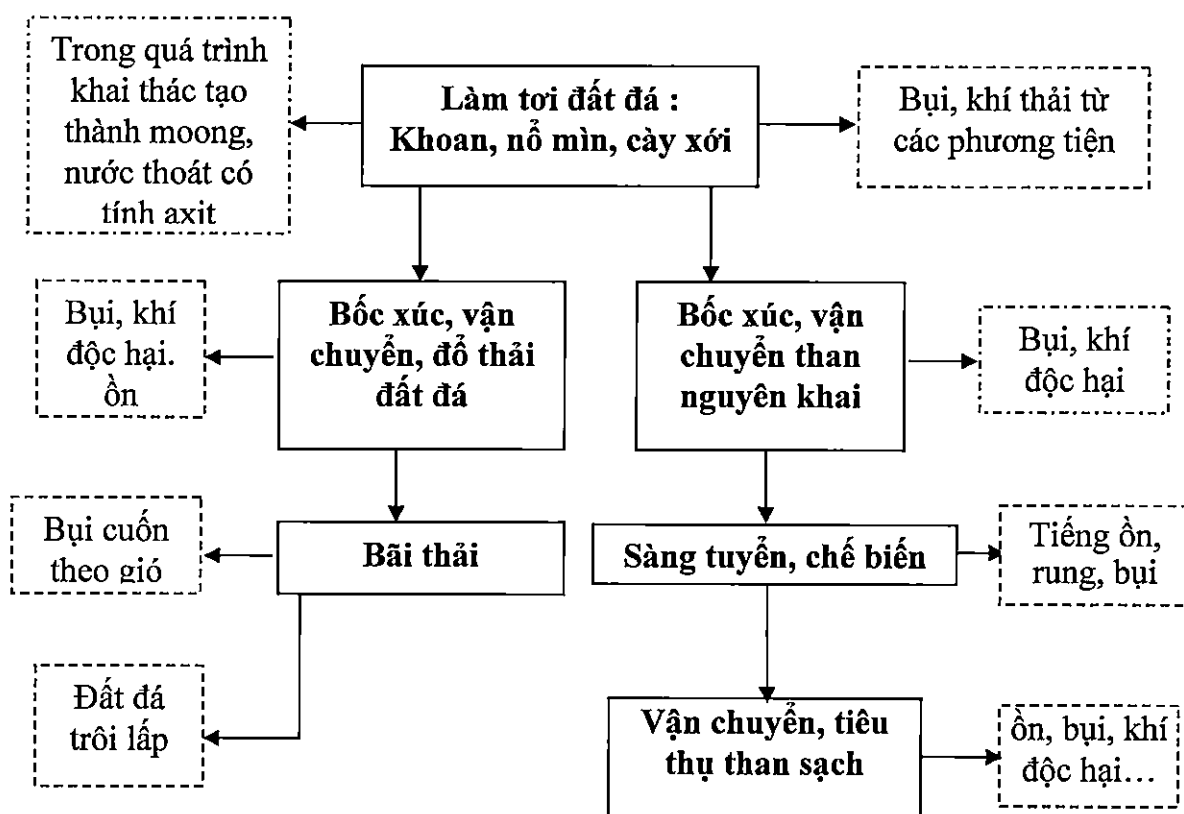 Trong quá trình
khai thác tạo
thành moong,
nước thoát có
tính axit
Làm tơi đất đá :
Khoan, nổ mìn, cày xới
Bụi, khí thải từ
các phương tiện
Bụi, khí
độc hại.
ồn
Bốc xúc, vận
chuyển, đổ thải
đất đá
Bốc xúc, vận
chuyển than
nguyên khai
Bụi, khí
độc hại
Bụi cuốn
theo gió
Bãi thải
Sàng tuyển, chế biến
Tiếng ồn,
rung, bụi
Đất đá
trôi lấp
Vận chuyển, tiêu
thụ than sạch
ồn, bụi, khí
độc hại...